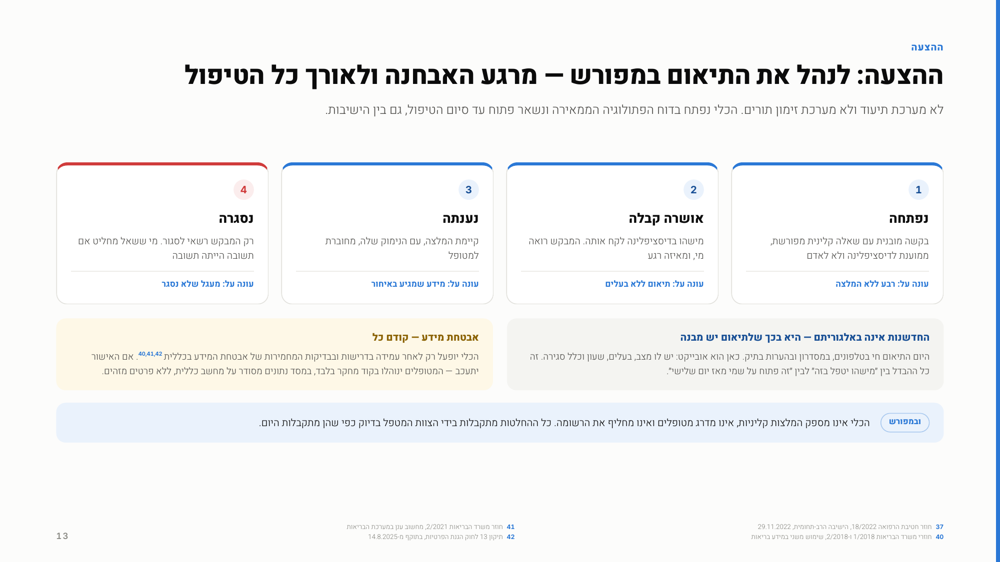 ההצעה
ההצעה: לנהל את התיאום במפורש — מרגע האבחנה ולאורך כל הטיפול
לא מערכת תיעוד ולא מערכת זימון תורים. הכלי נפתח בדוח הפתולוגיה הממאירה ונשאר פתוח עד סיום הטיפול, גם בין הישיבות.
1
נפתחה
בקשה מובנית עם שאלה קלינית מפורשת,
ממוענת לדיסציפלינה ולא לאדם
עונה על: רבע ללא המלצה
2
אושרה קבלה
מישהו בדיסציפלינה לקח אותה. המבקש רואה
מי, ומאיזה רגע
עונה על: תיאום ללא בעלים
3
נענתה
קיימת המלצה, עם הנימוק שלה, מחוברת
למטופל
עונה על: מידע שמגיע באיחור
4
נסגרה
רק המבקש רשאי לסגור. מי ששאל מחליט אם
תשובה הייתה תשובה
עונה על: מעגל שלא נסגר
החדשנות אינה באלגוריתם — היא בכך שלתיאום יש מבנה
היום התיאום חי בטלפונים, במסדרון ובהערות בתיק. כאן הוא אובייקט: יש לו מצב, בעלים, שעון וכלל סגירה. זה
כל ההבדל בין "מישהו יטפל בזה" לבין "זה פתוח על שמי מאז יום שלישי".
אבטחת מידע — קודם כל
הכלי יופעל רק לאחר עמידה בדרישות ובבדיקות המחמירות של אבטחת המידע בכללית 40,41,42. אם האישור
יתעכב — המטופלים ינוהלו בקוד מחקר בלבד, במסד נתונים מסודר על מחשב כללית, ללא פרטים מזהים.
ובמפורש
הכלי אינו מספק המלצות קליניות, אינו מדרג מטופלים ואינו מחליף את הרשומה. כל ההחלטות מתקבלות בידי הצוות המטפל בדיוק כפי שהן מתקבלות היום.
37 חוזר חטיבת הרפואה 18/2022, הישיבה הרב-תחומית, 29.11.2022
40 חוזרי משרד הבריאות 1/2018 ו-2/2018, שימוש משני במידע בריאות
41 חוזר משרד הבריאות 2/2021, מחשוב ענן במערכת הבריאות
42 תיקון 13 לחוק הגנת הפרטיות, בתוקף מ-14.8.2025
13